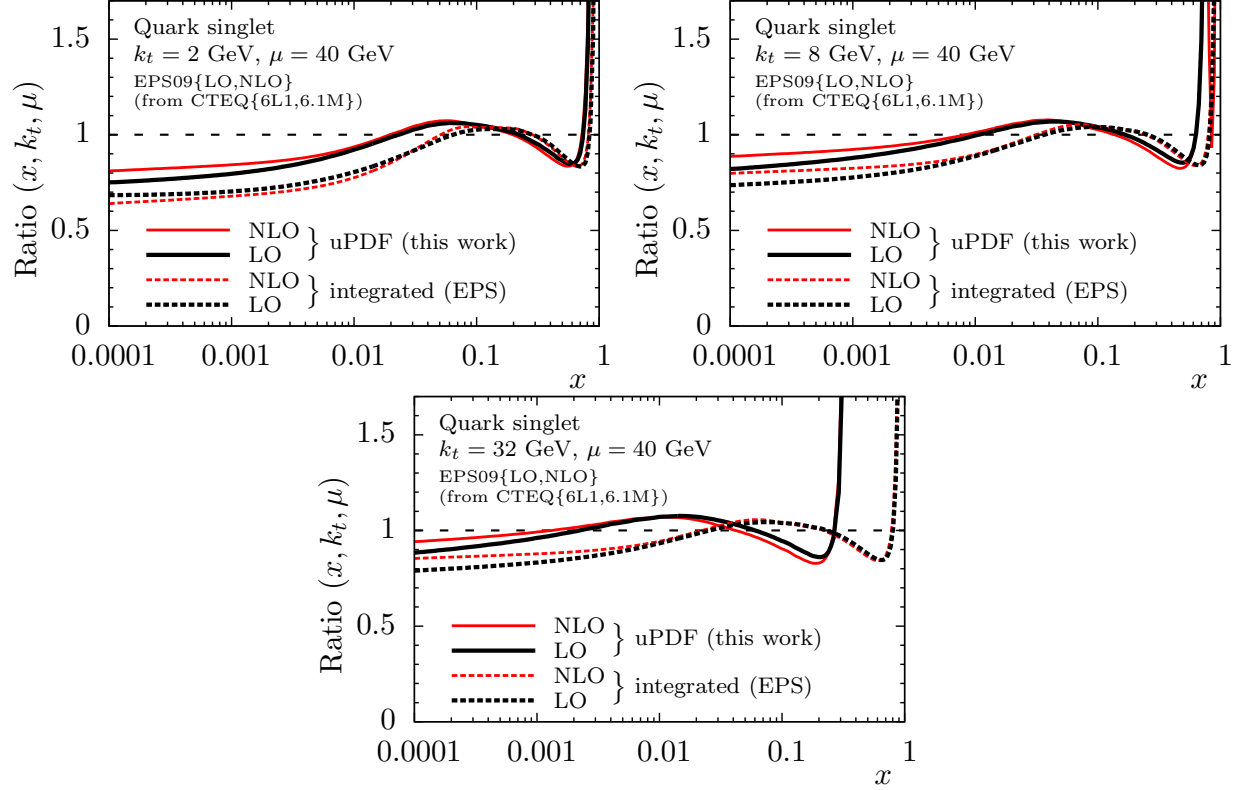 Ratio (x, k_t, μ)
1.5
1
0.5
0
Quark singlet
k_t = 2 GeV, μ = 40 GeV
EPS09{LO,NLO}
(from CTEQ{6L1,6.1M})
NLO
LO
} uPDF (this work)
NLO
LO
} integrated (EPS)
0.0001 0.001 0.01 0.1 1
x
Ratio (x, k_t, μ)
1.5
1
0.5
0
Quark singlet
k_t = 8 GeV, μ = 40 GeV
EPS09{LO,NLO}
(from CTEQ{6L1,6.1M})
NLO
LO
} uPDF (this work)
NLO
LO
} integrated (EPS)
0.0001 0.001 0.01 0.1 1
x
Ratio (x, k_t, μ)
1.5
1
0.5
0
Quark singlet
k_t = 32 GeV, μ = 40 GeV
EPS09{LO,NLO}
(from CTEQ{6L1,6.1M})
NLO
LO
} uPDF (this work)
NLO
LO
} integrated (EPS)
0.0001 0.001 0.01 0.1 1
x